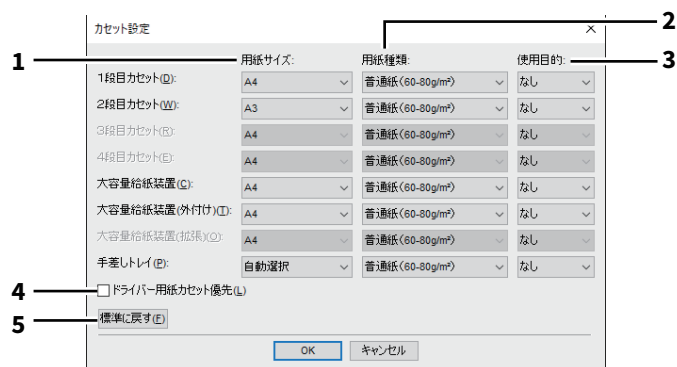 カセット設定 ×
2
1 用紙サイズ: 用紙種類: 使用目的: 3
1段目カセット(D): A4 普通紙(60-80g/m²) なし
2段目カセット(W): A3 普通紙(60-80g/m²) なし
3段目カセット(R): A4 普通紙(60-80g/m²) なし
4段目カセット(E): A4 普通紙(60-80g/m²) なし
大容量給紙装置(C): A4 普通紙(60-80g/m²) なし
大容量給紙装置(外付け)(T): A4 普通紙(60-80g/m²) なし
大容量給紙装置(拡張)(O): A4 普通紙(60-80g/m²) なし
手差しトレイ(P): 自動選択 普通紙(60-80g/m²) なし
4 ドライバー用紙カセット優先(L)
5 標準に戻す(F)
OK キャンセル